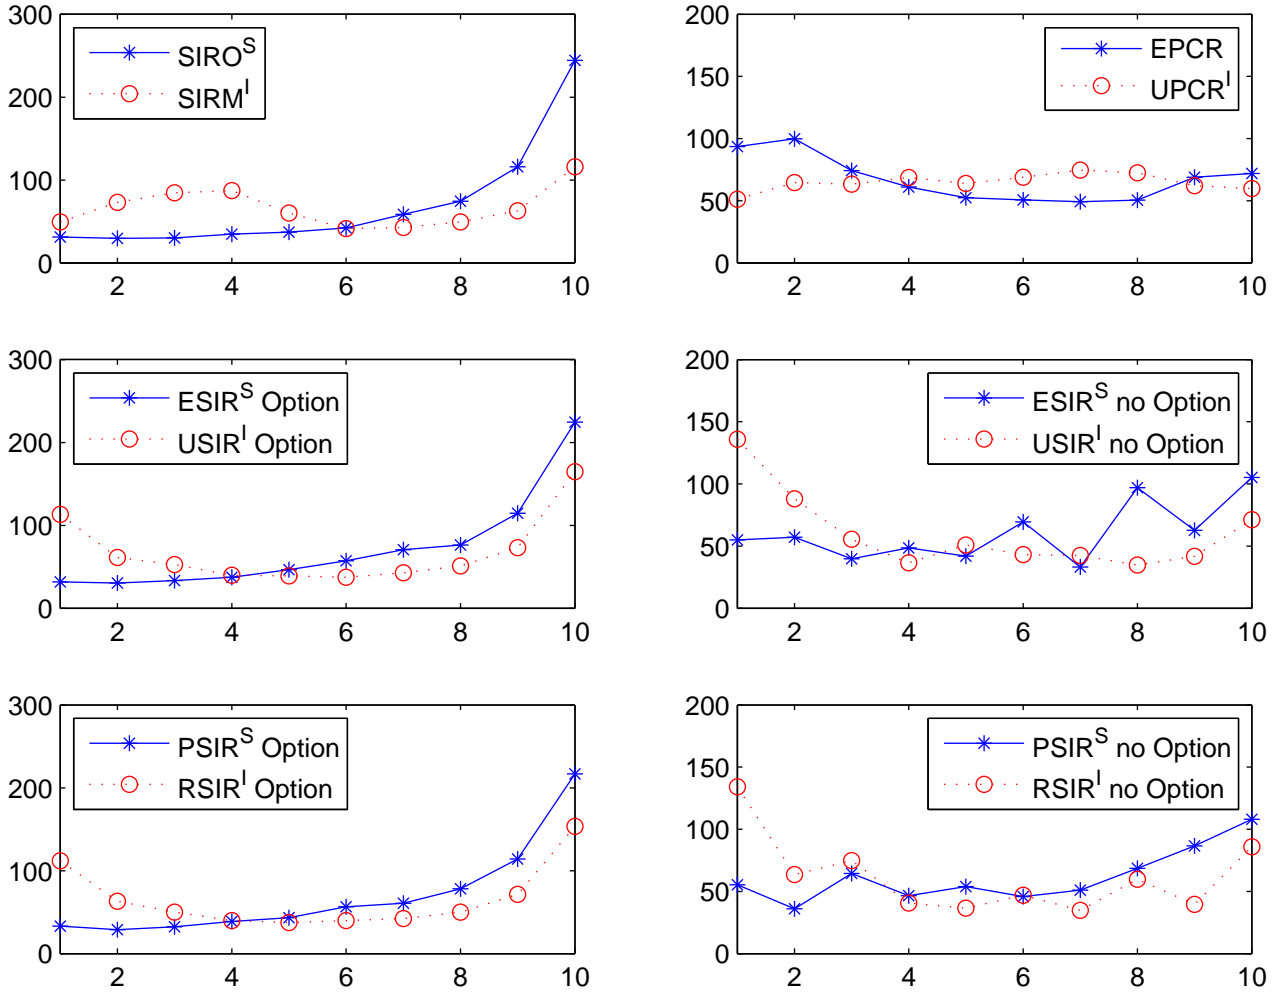 300
200
100
0
2 4 6 8 10
SIRO^S
SIRM^I
200
150
100
50
0
2 4 6 8 10
EPCR
UPCR^I
300
200
100
0
2 4 6 8 10
ESIR^S Option
USIR^I Option
200
150
100
50
0
2 4 6 8 10
ESIR^S no Option
USIR^I no Option
300
200
100
0
2 4 6 8 10
PSIR^S Option
RSIR^I Option
200
150
100
50
0
2 4 6 8 10
PSIR^S no Option
RSIR^I no Option